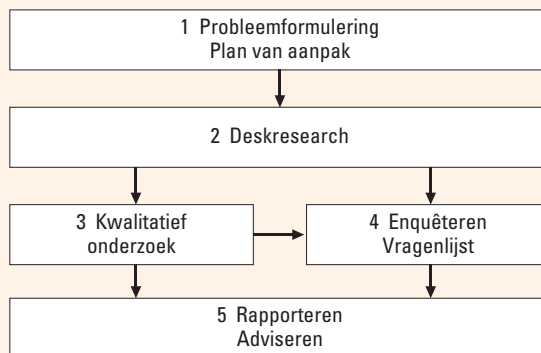 1 Probleemformulering
Plan van aanpak
2 Deskresearch
3 Kwalitatief
onderzoek
4 Enquêteren
Vragenlijst
5 Rapporteren
Adviseren